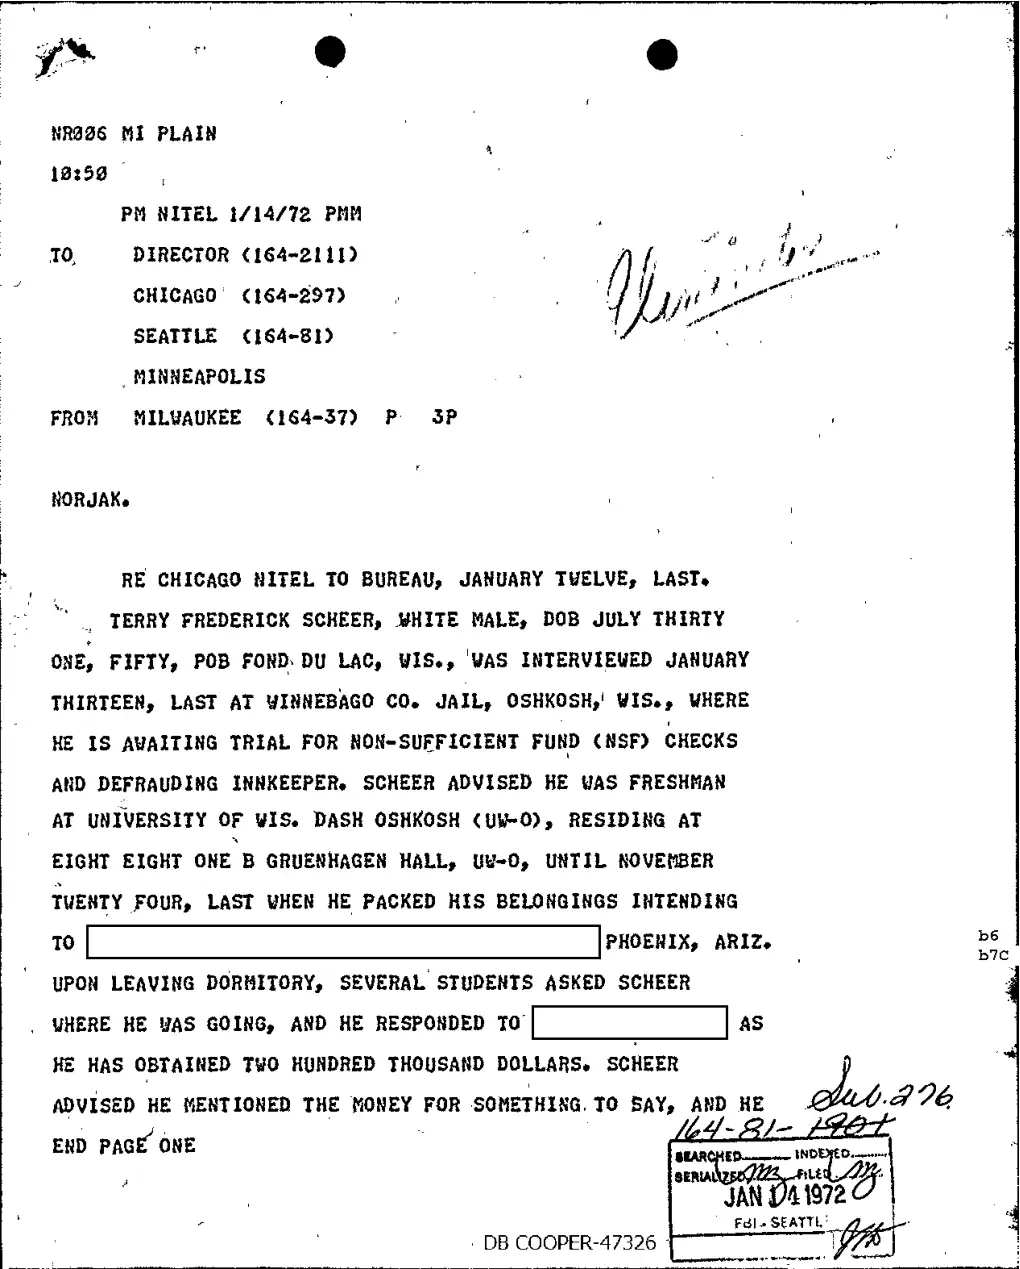 NR006 MI PLAIN
10:50
PM NITEL 1/14/72 PMM
TO DIRECTOR (164-2111)
CHICAGO (164-297)
SEATTLE (164-81)
MINNEAPOLIS
FROM MILWAUKEE (164-37) P 3P
NORJAK.
RE CHICAGO NITEL TO BUREAU, JANUARY TWELVE, LAST.
TERRY FREDERICK SCHEER, WHITE MALE, DOB JULY THIRTY
ONE, FIFTY, POB FOND DU LAC, WIS., WAS INTERVIEWED JANUARY
THIRTEEN, LAST AT WINNEBAGO CO. JAIL, OSHKOSH, WIS., WHERE
HE IS AWAITING TRIAL FOR NON-SUFFICIENT FUND (NSF) CHECKS
AND DEFRAUDING INNKEEPER. SCHEER ADVISED HE WAS FRESHMAN
AT UNIVERSITY OF WIS. DASH OSHKOSH (UW-O), RESIDING AT
EIGHT EIGHT ONE B GRUENHAGEN HALL, UW-O, UNTIL NOVEMBER
TWENTY FOUR, LAST WHEN HE PACKED HIS BELONGINGS INTENDING
TO PHOENIX, ARIZ.
b6
b7C
UPON LEAVING DORMITORY, SEVERAL STUDENTS ASKED SCHEER
WHERE HE WAS GOING, AND HE RESPONDED TO AS
HE HAS OBTAINED TWO HUNDRED THOUSAND DOLLARS. SCHEER
ADVISED HE MENTIONED THE MONEY FOR SOMETHING TO SAY, AND HE
END PAGE ONE
Sub. 276
164-81-1901
SEARCHED INDEXED
SERIALIZED FILED
JAN 14 1972
FBI - SEATTLE
DB COOPER-47326